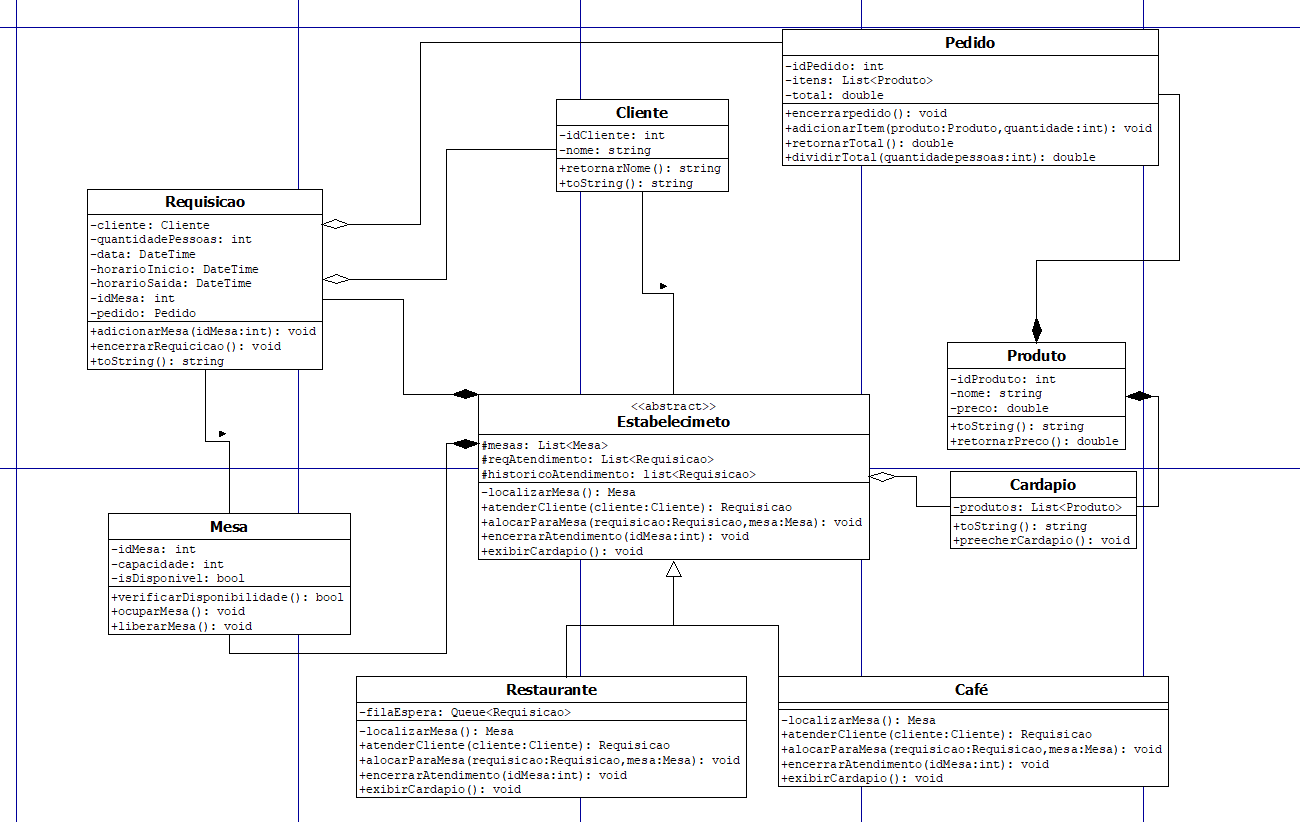 Pedido
-idPedido: int
-itens: List<Produto>
-total: double
+encerrarpedido(): void
+adicionarItem(produto:Produto,quantidade:int): void
+retornarTotal(): double
+dividirTotal(quantidadepessoas:int): double
Cliente
-idCliente: int
-nome: string
+retornarNome(): string
+toString(): string
Requisicao
-cliente: Cliente
-quantidadePessoas: int
-data: DateTime
-horarioInicio: DateTime
-horarioSaida: DateTime
-idMesa: int
-pedido: Pedido
+adicionarMesa(idMesa:int): void
+encerrarRequicicao(): void
+toString(): string
Produto
-idProduto: int
-nome: string
-preco: double
+toString(): string
+retornarPreco(): double
<<abstract>>
Estabelecimeto
#mesas: List<Mesa>
#reqAtendimento: List<Requisicao>
#historicoAtendimento: list<Requisicao>
-localizarMesa(): Mesa
+atenderCliente(cliente:Cliente): Requisicao
+alocarParaMesa(requisicao:Requisicao,mesa:Mesa): void
+encerrarAtendimento(idMesa:int): void
+exibirCardapio(): void
Cardapio
-produtos: List<Produto>
+toString(): string
+preecherCardapio(): void
Mesa
-idMesa: int
-capacidade: int
-isDisponivel: bool
+verificarDisponibilidade(): bool
+ocuparMesa(): void
+liberarMesa(): void
Restaurante
-filaEspera: Queue<Requisicao>
-localizarMesa(): Mesa
+atenderCliente(cliente:Cliente): Requisicao
+alocarParaMesa(requisicao:Requisicao,mesa:Mesa): void
+encerrarAtendimento(idMesa:int): void
+exibirCardapio(): void
Café
-localizarMesa(): Mesa
+atenderCliente(cliente:Cliente): Requisicao
+alocarParaMesa(requisicao:Requisicao,mesa:Mesa): void
+encerrarAtendimento(idMesa:int): void
+exibirCardapio(): void